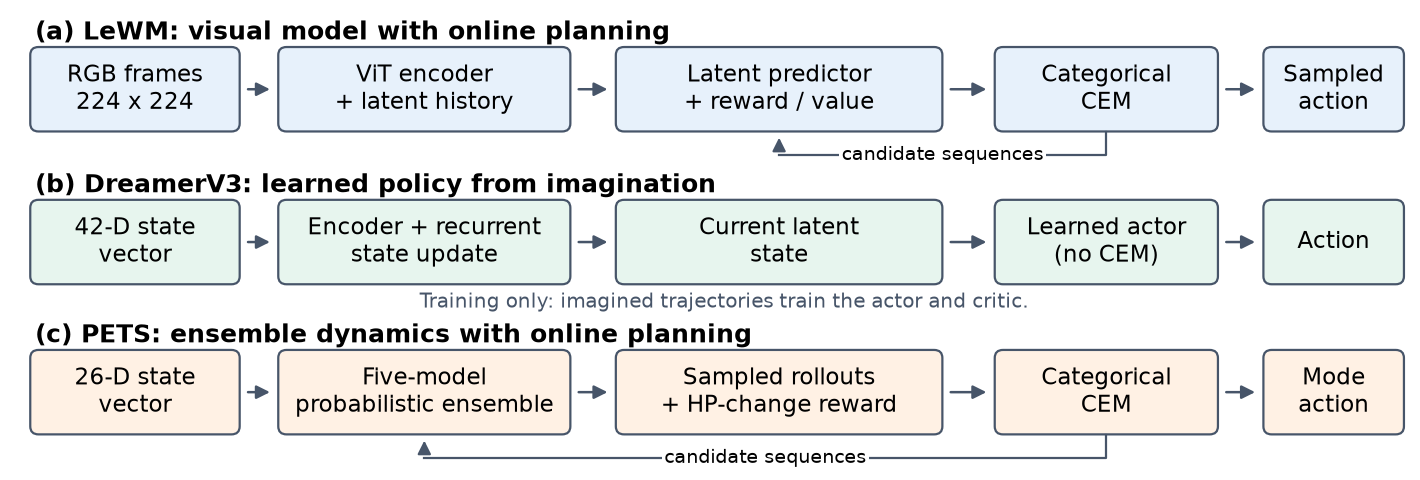 (a) LeWM: visual model with online planning
RGB frames
224 x 224
ViT encoder
+ latent history
Latent predictor
+ reward / value
Categorical
CEM
Sampled
action
candidate sequences
(b) DreamerV3: learned policy from imagination
42-D state
vector
Encoder + recurrent
state update
Current latent
state
Learned actor
(no CEM)
Action
Training only: imagined trajectories train the actor and critic.
(c) PETS: ensemble dynamics with online planning
26-D state
vector
Five-model
probabilistic ensemble
Sampled rollouts
+ HP-change reward
Categorical
CEM
Mode
action
candidate sequences